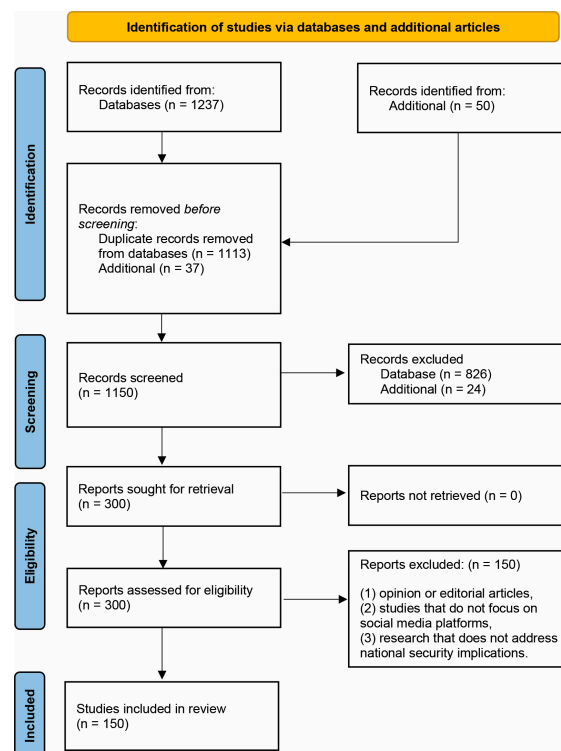 Identification of studies via databases and additional articles
Identification
Records identified from:
Databases (n = 1237)
Records identified from:
Additional (n = 50)
Records removed before
screening:
Duplicate records removed
from databases (n = 1113)
Additional (n = 37)
Screening
Records screened
(n = 1150)
Records excluded
Database (n = 826)
Additional (n = 24)
Eligibility
Reports sought for retrieval
(n = 300)
Reports not retrieved (n = 0)
Reports assessed for eligibility
(n = 300)
Reports excluded: (n = 150)
(1) opinion or editorial articles,
(2) studies that do not focus on
social media platforms,
(3) research that does not address
national security implications.
Included
Studies included in review
(n = 150)